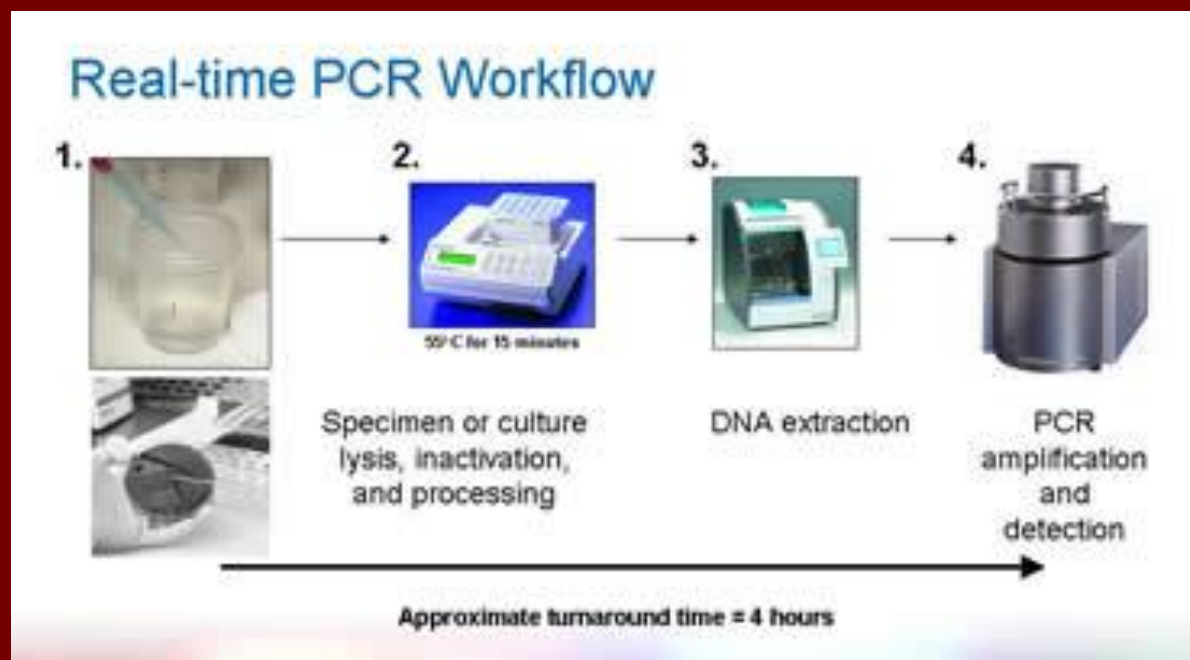 Real-time PCR Workflow
1.
2.
3.
4.
55°C for 15 minutes
Specimen or culture
lysis, inactivation,
and processing
DNA extraction
PCR
amplification
and
detection
Approximate turnaround time = 4 hours